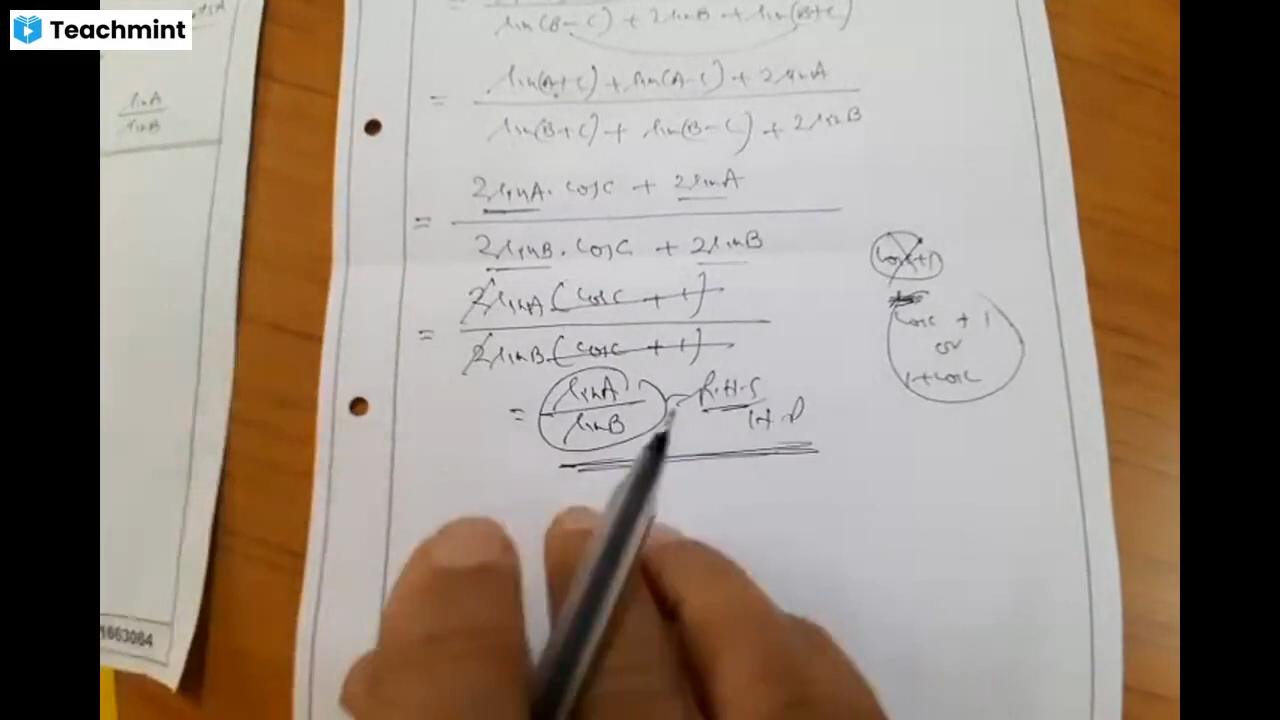 Teachmint
sin(B-C) + 2sinB + sin(B+C)
sinA
sinB
= sin(A+C) + sin(A-C) + 2sinA
sin(B+C) + sin(B-C) + 2sinB
= 2sinA. cosC + 2sinA
2sinB. cosC + 2sinB
= 2sinA(cosC + 1)
2sinB(cosC + 1)
cosC + 1
or
1+cosC
= sinA
sinB
R.H.S
H.P
1663084